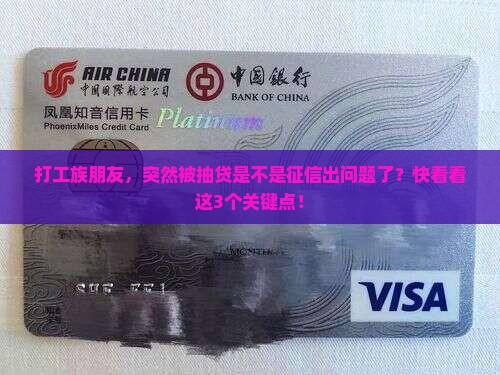 AIR CHINA
中国国际航空公司
中国银行
BANK OF CHINA
凤凰知音信用卡
PhoenixMiles Credit Card
Platinum
打工族朋友,突然被抽贷是不是征信出问题了?快看看
这3个关键点!
MONTH
VISA